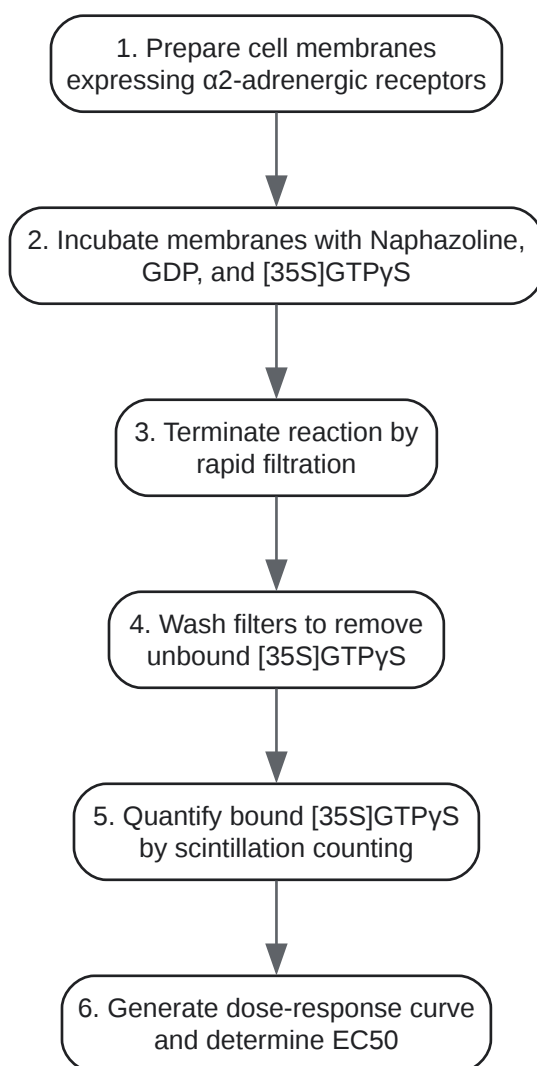 1. Prepare cell membranes
expressing α2-adrenergic receptors
2. Incubate membranes with Naphazoline,
GDP, and [35S]GTPγS
3. Terminate reaction by
rapid filtration
4. Wash filters to remove
unbound [35S]GTPγS
5. Quantify bound [35S]GTPγS
by scintillation counting
6. Generate dose-response curve
and determine EC50